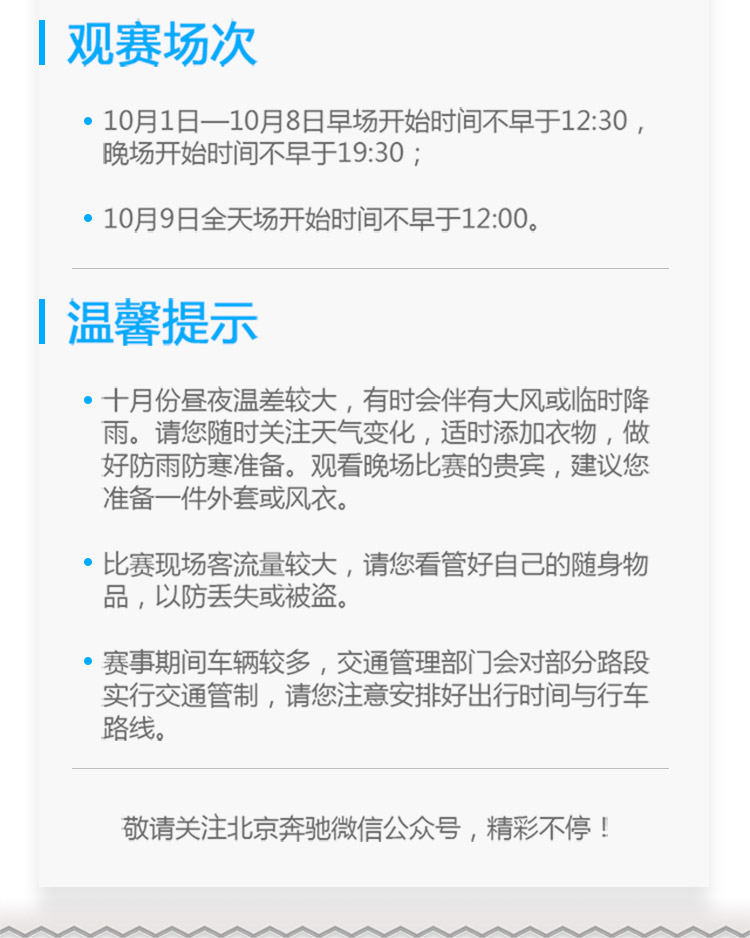 观赛场次
10月1日—10月8日早场开始时间不早于12:30，
晚场开始时间不早于19:30；
10月9日全天场开始时间不早于12:00。
温馨提示
十月份昼夜温差较大，有时会伴有大风或临时降
雨。请您随时关注天气变化，适时添加衣物，做
好防雨防寒准备。观看晚场比赛的贵宾，建议您
准备一件外套或风衣。
比赛现场客流量较大，请您看管好自己的随身物
品，以防丢失或被盗。
赛事期间车辆较多，交通管理部门会对部分路段
实行交通管制，请您注意安排好出行时间与行车
路线。
敬请关注北京奔驰微信公众号，精彩不停！